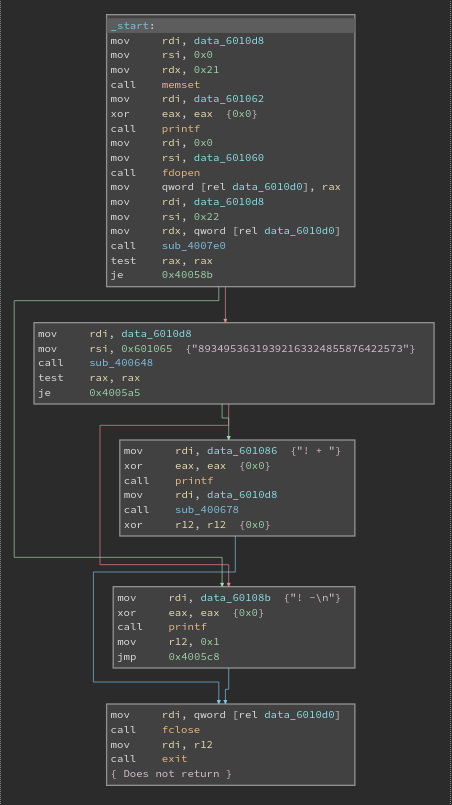 _start:
mov rdi, data_6010d8
mov rsi, 0x0
mov rdx, 0x21
call memset
mov rdi, data_601062
xor eax, eax {0x0}
call printf
mov rdi, 0x0
mov rsi, data_601060
call fdopen
mov qword [rel data_6010d0], rax
mov rdi, data_6010d8
mov rsi, 0x22
mov rdx, qword [rel data_6010d0]
call sub_4007e0
test rax, rax
je 0x40058b
mov rdi, data_6010d8
mov rsi, 0x601065 {"89349536319392163324855876422573"}
call sub_400648
test rax, rax
je 0x4005a5
mov rdi, data_601086 {"! + "}
xor eax, eax {0x0}
call printf
mov rdi, data_6010d8
call sub_400678
xor r12, r12 {0x0}
mov rdi, data_60108b {"! -\n"}
xor eax, eax {0x0}
call printf
mov r12, 0x1
jmp 0x4005c8
mov rdi, qword [rel data_6010d0]
call fclose
mov rdi, r12
call exit
{ Does not return }